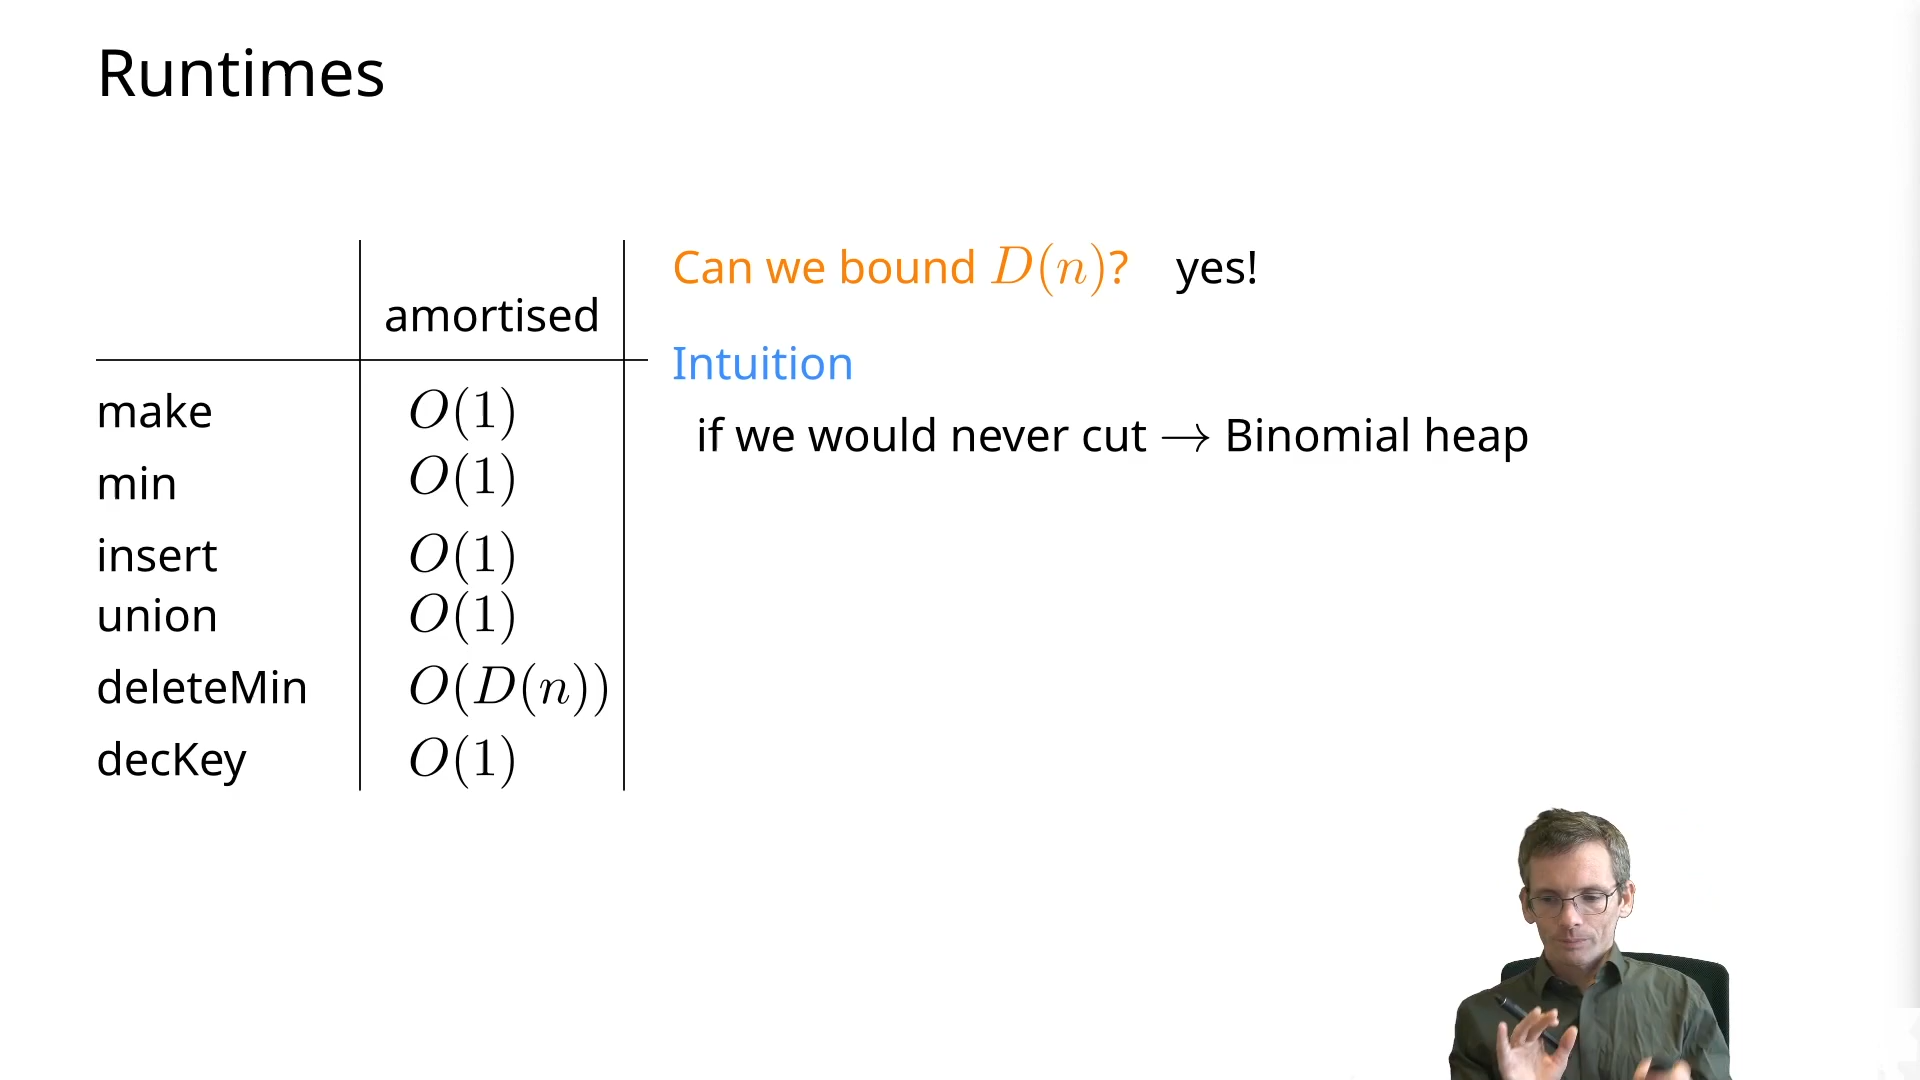 Runtimes
amortised
make O(1)
min O(1)
insert O(1)
union O(1)
deleteMin O(D(n))
decKey O(1)
Can we bound D(n)? yes!
Intuition
if we would never cut → Binomial heap